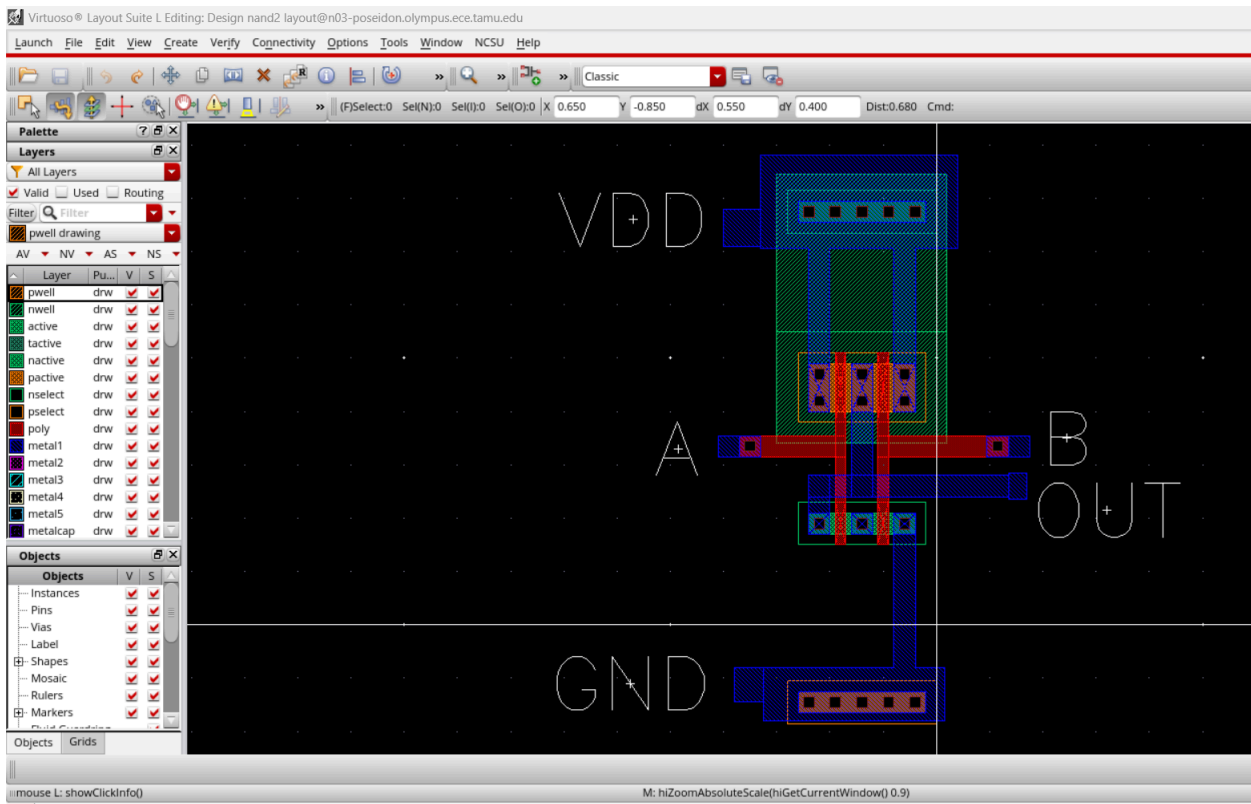 Virtuoso® Layout Suite L Editing: Design nand2 layout@n03-poseidon.olympus.ece.tamu.edu
Launch File Edit View Create Verify Connectivity Options Tools Window NCSU Help
» » » Classic
» (F)Select:0 Sel(N):0 Sel(I):0 Sel(O):0 X 0.650 Y -0.850 dX 0.550 dY 0.400 Dist:0.680 Cmd:
Palette
Layers
All Layers
Valid Used Routing
Filter Filter
pwell drawing
AV NV AS NS
Layer Pu... V S
pwell drw
nwell drw
active drw
tactive drw
nactive drw
pactive drw
nselect drw
pselect drw
poly drw
metal1 drw
metal2 drw
metal3 drw
metal4 drw
metal5 drw
metalcap drw
Objects
Objects V S
Instances
Pins
Vias
Label
Shapes
Mosaic
Rulers
Markers
Objects Grids
VDD
A
B
OUT
GND
mouse L: showClickInfo() M: hiZoomAbsoluteScale(hiGetCurrentWindow() 0.9)